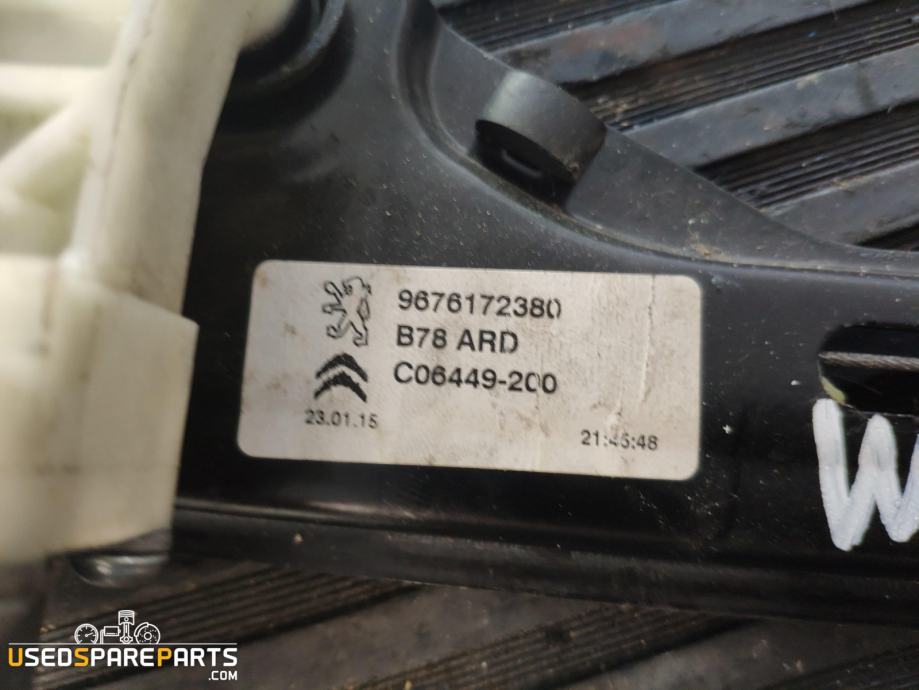 9676172380
B78 ARD
C06449-200
23.01.15
21:45:48
USEDSPAREPARTS
.COM